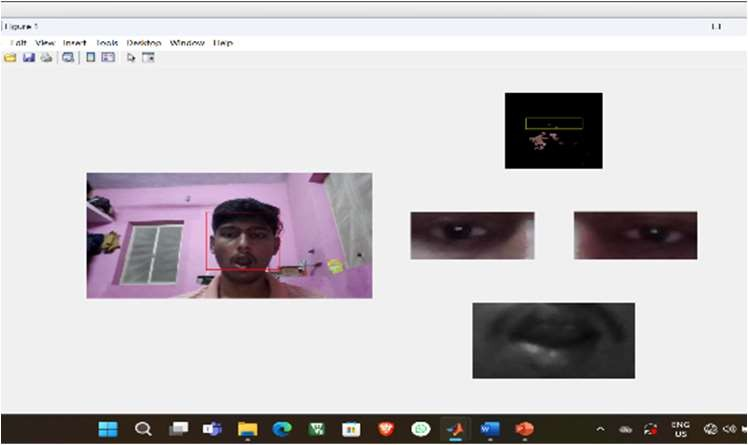 Figure 1
Edit View Insert Tools Desktop Window Help
ENG
US